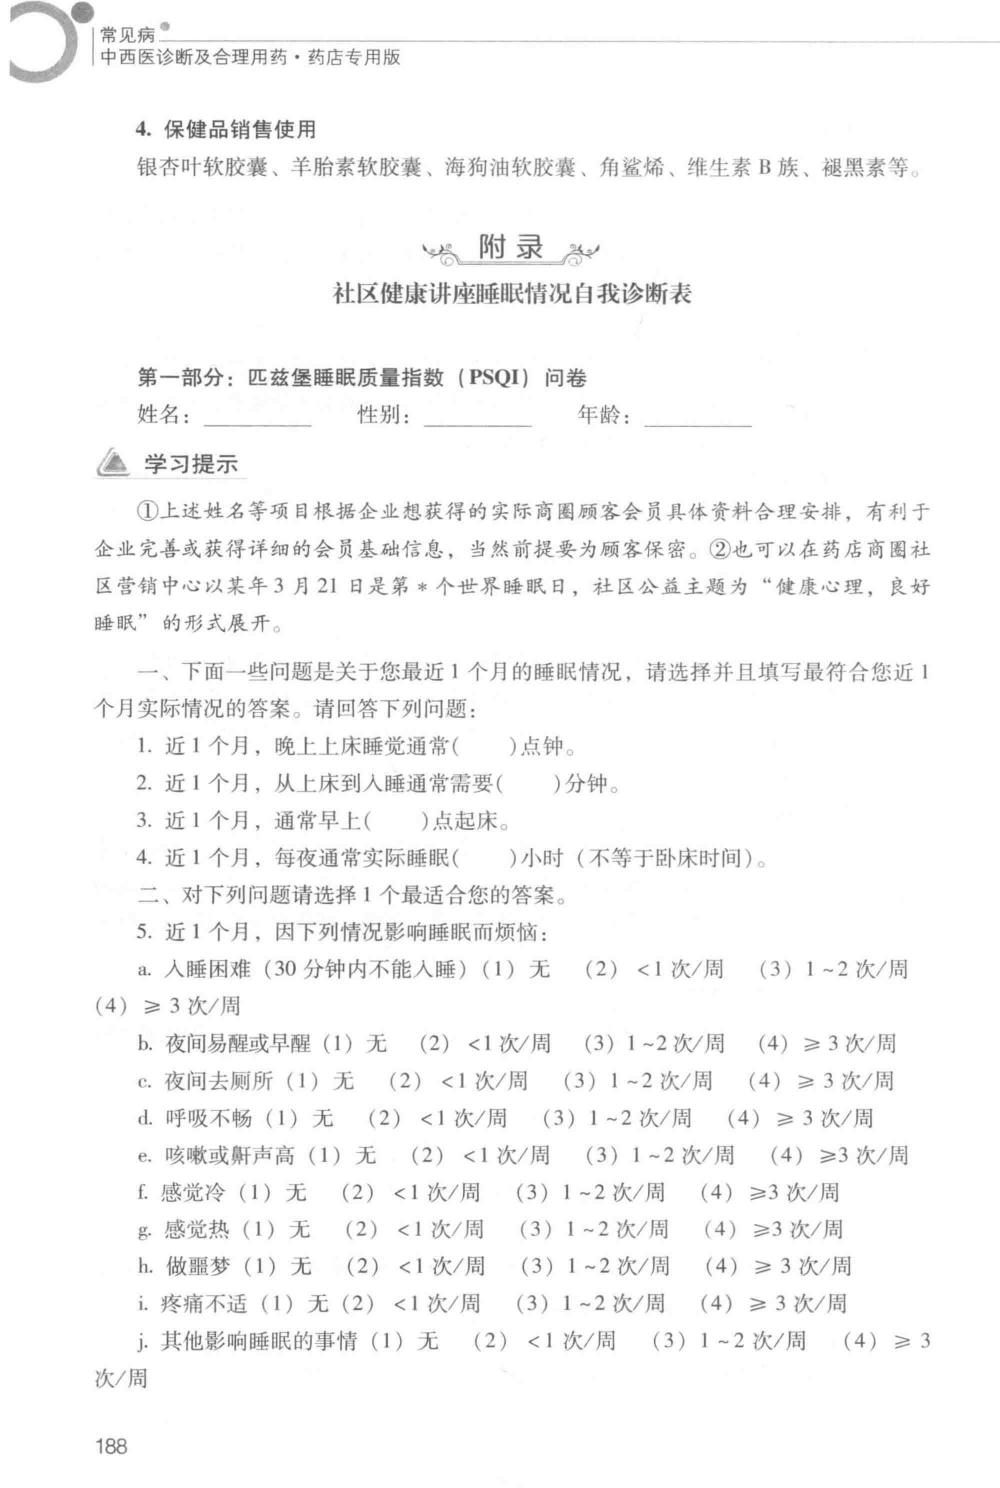 常见病
中西医诊断及合理用药·药店专用版
4. 保健品销售使用
银杏叶软胶囊、羊胎素软胶囊、海狗油软胶囊、角鲨烯、维生素 B 族、褪黑素等。
附录
社区健康讲座睡眠情况自我诊断表
第一部分：匹兹堡睡眠质量指数（PSQI）问卷
姓名：__________ 性别：__________ 年龄：__________
学习提示
①上述姓名等项目根据企业想获得的实际商圈顾客会员具体资料合理安排，有利于
企业完善或获得详细的会员基础信息，当然前提要为顾客保密。②也可以在药店商圈社
区营销中心以某年 3 月 21 日是第 * 个世界睡眠日，社区公益主题为“健康心理，良好
睡眠”的形式展开。
一、下面一些问题是关于您最近 1 个月的睡眠情况，请选择并且填写最符合您近 1
个月实际情况的答案。请回答下列问题：
1. 近 1 个月，晚上上床睡觉通常(　　)点钟。
2. 近 1 个月，从上床到入睡通常需要(　　)分钟。
3. 近 1 个月，通常早上(　　)点起床。
4. 近 1 个月，每夜通常实际睡眠(　　)小时（不等于卧床时间）。
二、对下列问题请选择 1 个最适合您的答案。
5. 近 1 个月，因下列情况影响睡眠而烦恼：
a. 入睡困难（30 分钟内不能入睡）（1）无 （2）<1 次/周 （3）1~2 次/周
（4）≥3 次/周
b. 夜间易醒或早醒（1）无 （2）<1 次/周 （3）1~2 次/周 （4）≥3 次/周
c. 夜间去厕所（1）无 （2）<1 次/周 （3）1~2 次/周 （4）≥3 次/周
d. 呼吸不畅（1）无 （2）<1 次/周 （3）1~2 次/周 （4）≥3 次/周
e. 咳嗽或鼾声高（1）无 （2）<1 次/周 （3）1~2 次/周 （4）≥3 次/周
f. 感觉冷（1）无 （2）<1 次/周 （3）1~2 次/周 （4）≥3 次/周
g. 感觉热（1）无 （2）<1 次/周 （3）1~2 次/周 （4）≥3 次/周
h. 做噩梦（1）无 （2）<1 次/周 （3）1~2 次/周 （4）≥3 次/周
i. 疼痛不适（1）无（2）<1 次/周 （3）1~2 次/周 （4）≥3 次/周
j. 其他影响睡眠的事情（1）无 （2）<1 次/周 （3）1~2 次/周 （4）≥3
次/周
188